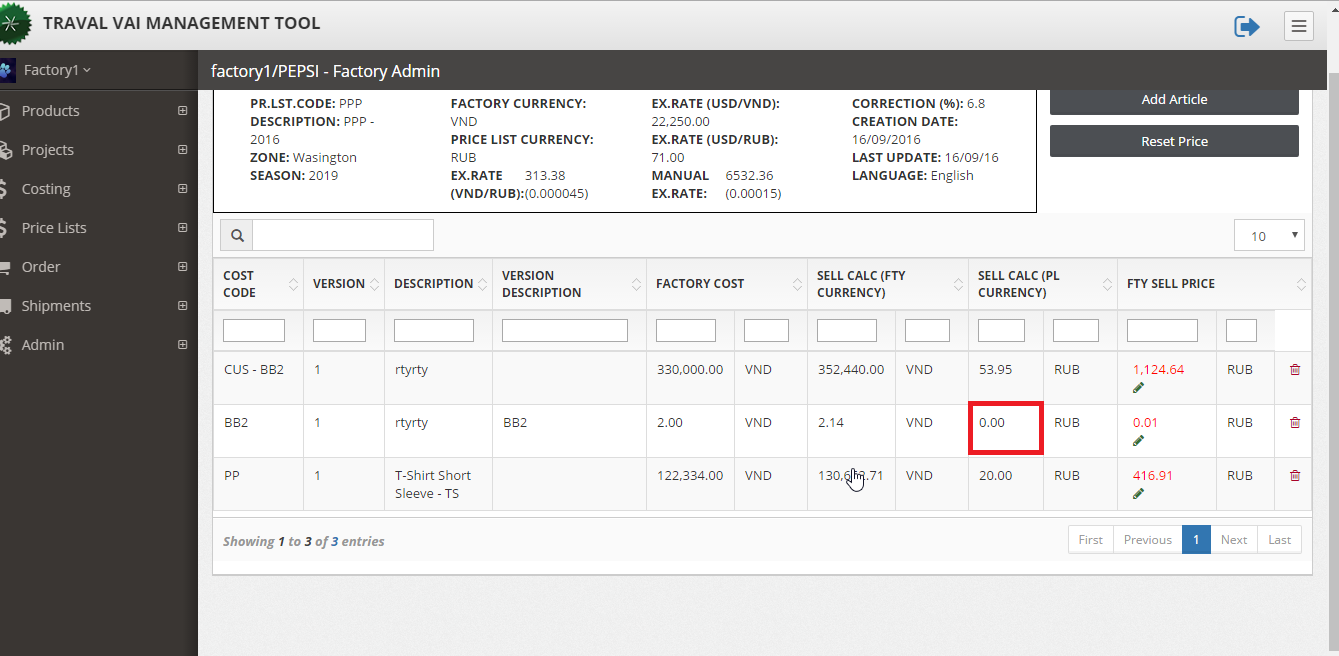 TRAVAL VAI MANAGEMENT TOOL
Factory1
factory1/PEPSI - Factory Admin
Products
Projects
Costing
Price Lists
Order
Shipments
Admin
PR.LST.CODE: PPP
DESCRIPTION: PPP -
2016
ZONE: Wasington
SEASON: 2019
FACTORY CURRENCY:
VND
PRICE LIST CURRENCY:
RUB
EX.RATE 313.38
(VND/RUB):(0.000045)
EX.RATE (USD/VND):
22,250.00
EX.RATE (USD/RUB):
71.00
MANUAL 6532.36
EX.RATE: (0.00015)
CORRECTION (%): 6.8
CREATION DATE:
16/09/2016
LAST UPDATE: 16/09/16
LANGUAGE: English
Add Article
Reset Price
10
COST
CODE
VERSION
DESCRIPTION
VERSION
DESCRIPTION
FACTORY COST
SELL CALC (FTY
CURRENCY)
SELL CALC (PL
CURRENCY)
FTY SELL PRICE
CUS - BB2 1 rtyrty 330,000.00 VND 352,440.00 VND 53.95 RUB 1,124.64 RUB
BB2 1 rtyrty BB2 2.00 VND 2.14 VND 0.00 RUB 0.01 RUB
PP 1 T-Shirt Short 122,334.00 VND VND 20.00 RUB 416.91 RUB
Sleeve - TS
Showing 1 to 3 of 3 entries
First Previous 1 Next Last